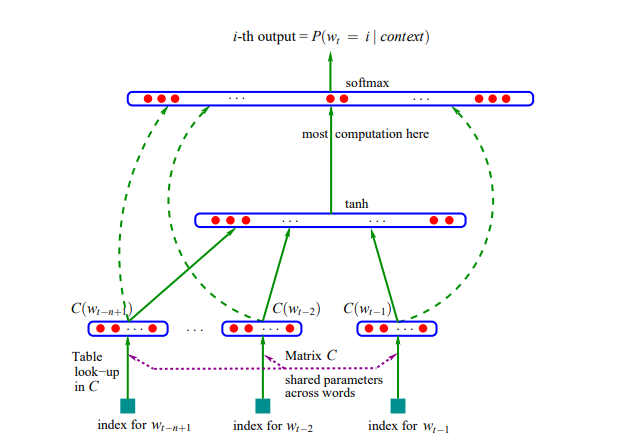 i-th output = P(w_t = i | context)
softmax
... ...
most computation here
tanh
... ...
C(w_{t−n+1}) C(w_{t−2}) C(w_{t−1})
... ... ... ...
Table Matrix C
look−up shared parameters
in C across words
index for w_{t−n+1} index for w_{t−2} index for w_{t−1}